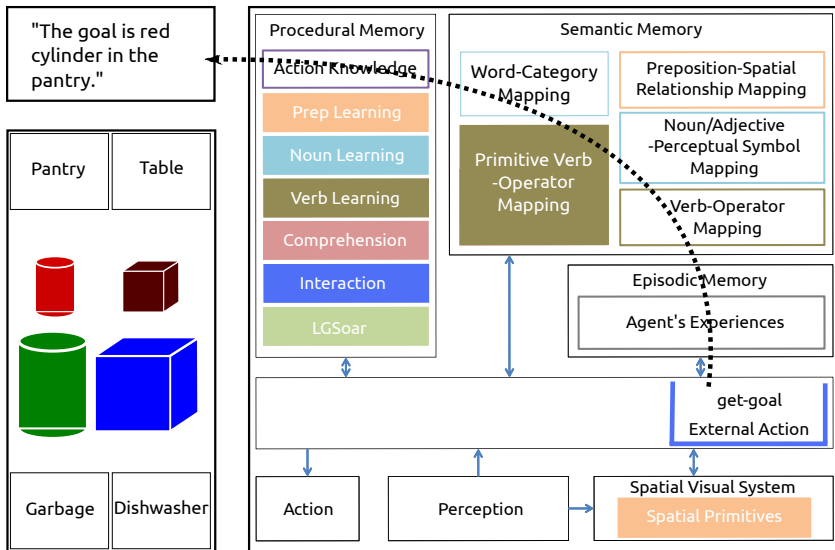 "The goal is red
cylinder in the
pantry."
Pantry
Table
Garbage
Dishwasher
Procedural Memory
Action Knowledge
Prep Learning
Noun Learning
Verb Learning
Comprehension
Interaction
LGSoar
Semantic Memory
Word-Category
Mapping
Primitive Verb
-Operator
Mapping
Preposition-Spatial
Relationship Mapping
Noun/Adjective
-Perceptual Symbol
Mapping
Verb-Operator
Mapping
Episodic Memory
Agent's Experiences
get-goal
External Action
Action
Perception
Spatial Visual System
Spatial Primitives